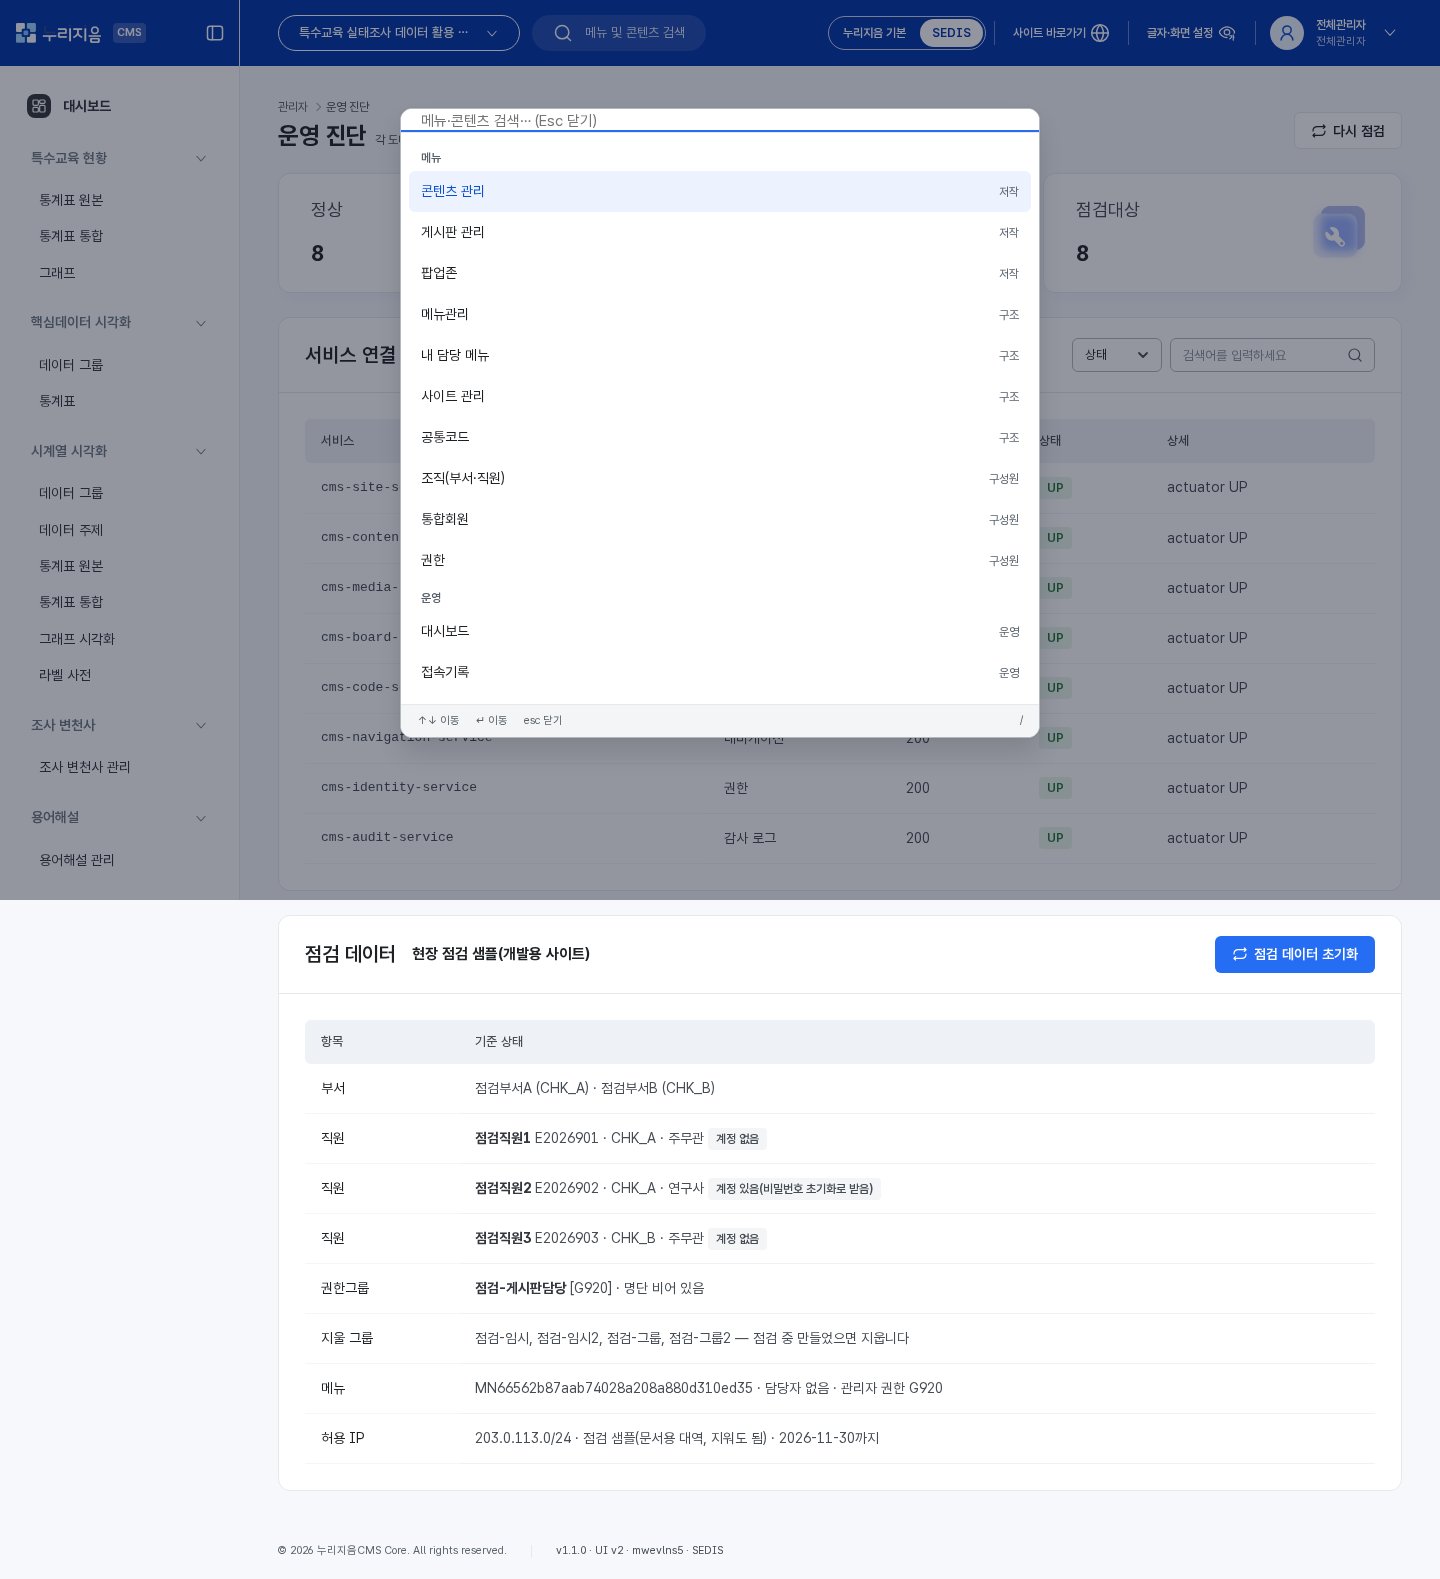 누리지음 CMS
특수교육 실태조사 데이터 활용 ···
메뉴 및 콘텐츠 검색
누리지음 기본
SEDIS
사이트 바로가기
글자·화면 설정
전체관리자
전체관리자
대시보드
특수교육 현황
통계표 원본
통계표 통합
그래프
핵심데이터 시각화
데이터 그룹
통계표
시계열 시각화
데이터 그룹
데이터 주제
통계표 원본
통계표 통합
그래프 시각화
라벨 사전
조사 변천사
조사 변천사 관리
용어해설
용어해설 관리
관리자 > 운영 진단
운영 진단 각
다시 점검
정상
8
점검대상
8
서비스 연결
상태
검색어를 입력하세요
서비스 상태 상세
cms-site-s UP actuator UP
cms-conten UP actuator UP
cms-media- UP actuator UP
cms-board- UP actuator UP
cms-code-s UP actuator UP
cms-navigation-service 내비게이션 200 UP actuator UP
cms-identity-service 권한 200 UP actuator UP
cms-audit-service 감사 로그 200 UP actuator UP
메뉴·콘텐츠 검색··· (Esc 닫기)
메뉴
콘텐츠 관리 저작
게시판 관리 저작
팝업존 저작
메뉴관리 구조
내 담당 메뉴 구조
사이트 관리 구조
공통코드 구조
조직(부서·직원) 구성원
통합회원 구성원
권한 구성원
운영
대시보드 운영
접속기록 운영
↑↓ 이동 ↵ 이동 esc 닫기 /
점검 데이터 현장 점검 샘플(개발용 사이트)
점검 데이터 초기화
항목 기준 상태
부서 점검부서A (CHK_A) · 점검부서B (CHK_B)
직원 점검직원1 E2026901 · CHK_A · 주무관 계정 없음
직원 점검직원2 E2026902 · CHK_A · 연구사 계정 있음(비밀번호 초기화로 받음)
직원 점검직원3 E2026903 · CHK_B · 주무관 계정 없음
권한그룹 점검-게시판담당 [G920] · 명단 비어 있음
지울 그룹 점검-임시, 점검-임시2, 점검-그룹, 점검-그룹2 — 점검 중 만들었으면 지웁니다
메뉴 MN66562b87aab74028a208a880d310ed35 · 담당자 없음 · 관리자 권한 G920
허용 IP 203.0.113.0/24 · 점검 샘플(문서용 대역, 지워도 됨) · 2026-11-30까지
© 2026 누리지음CMS Core. All rights reserved.
v1.1.0 · UI v2 · mwevlns5 · SEDIS